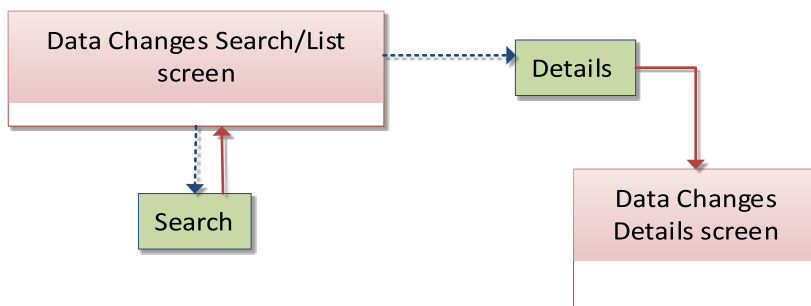 Data Changes Search/List
screen
Details
Search
Data Changes
Details screen